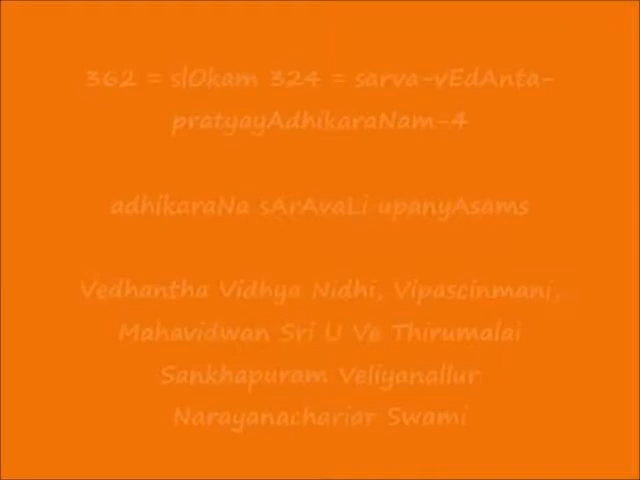 362 = slOkam 324 = sarva-vEdAnta-
pratyayAdhikaraNam-4
adhikaraNa sArAvaLi upanyAsams
Vedhantha Vidhya Nidhi, Vipascinmani,
Mahavidwan Sri U Ve Thirumalai
Sankhapuram Veliyanallur
Narayanachariar Swami